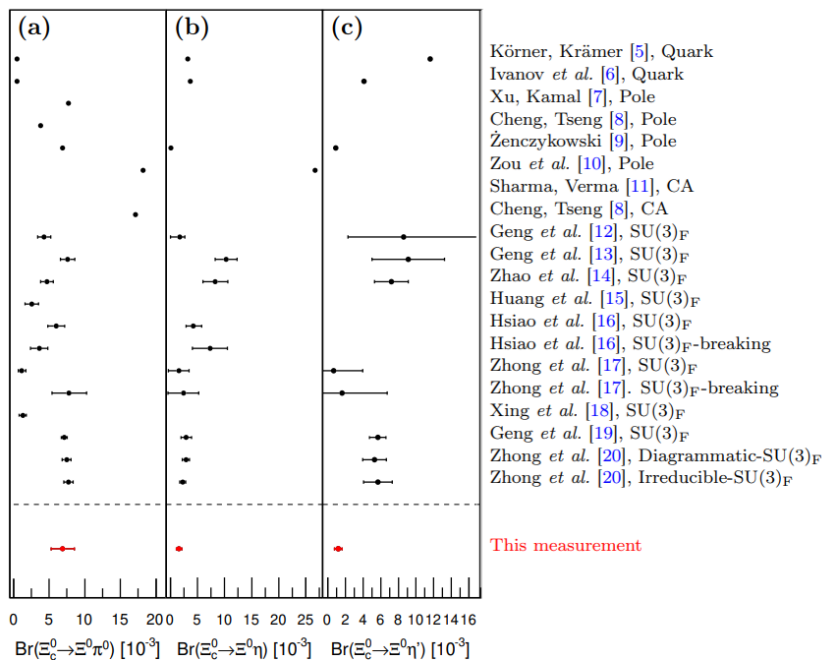 (a) (b) (c)
Körner, Krämer [5], Quark
Ivanov et al. [6], Quark
Xu, Kamal [7], Pole
Cheng, Tseng [8], Pole
Żenczykowski [9], Pole
Zou et al. [10], Pole
Sharma, Verma [11], CA
Cheng, Tseng [8], CA
Geng et al. [12], SU(3)F
Geng et al. [13], SU(3)F
Zhao et al. [14], SU(3)F
Huang et al. [15], SU(3)F
Hsiao et al. [16], SU(3)F
Hsiao et al. [16], SU(3)F-breaking
Zhong et al. [17], SU(3)F
Zhong et al. [17]. SU(3)F-breaking
Xing et al. [18], SU(3)F
Geng et al. [19], SU(3)F
Zhong et al. [20], Diagrammatic-SU(3)F
Zhong et al. [20], Irreducible-SU(3)F
This measurement
0 5 10 15 20 0 5 10 15 20 25 0 2 4 6 8 10 12 14 16
Br(Ξc0→Ξ0π0) [10-3] Br(Ξc0→Ξ0η) [10-3] Br(Ξc0→Ξ0η') [10-3]